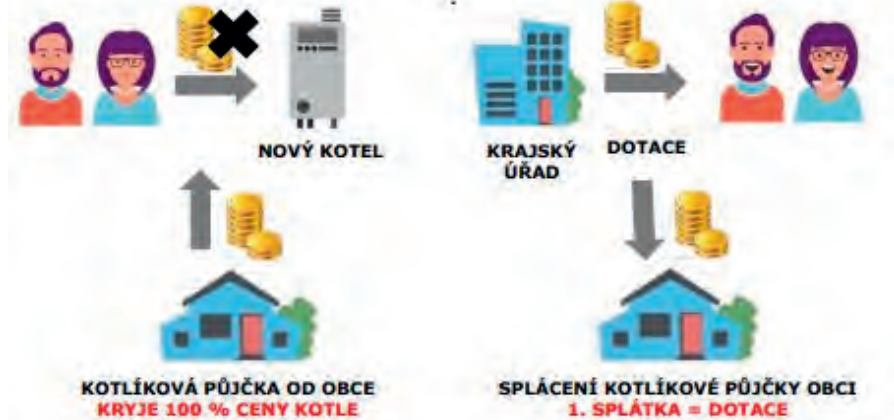 NOVÝ KOTEL
KRAJSKÝ
ÚŘAD
DOTACE
KOTLÍKOVÁ PŮJČKA OD OBCE
KRYJE 100 % CENY KOTLE
SPLÁCENÍ KOTLÍKOVÉ PŮJČKY OBCI
1. SPLÁTKA = DOTACE